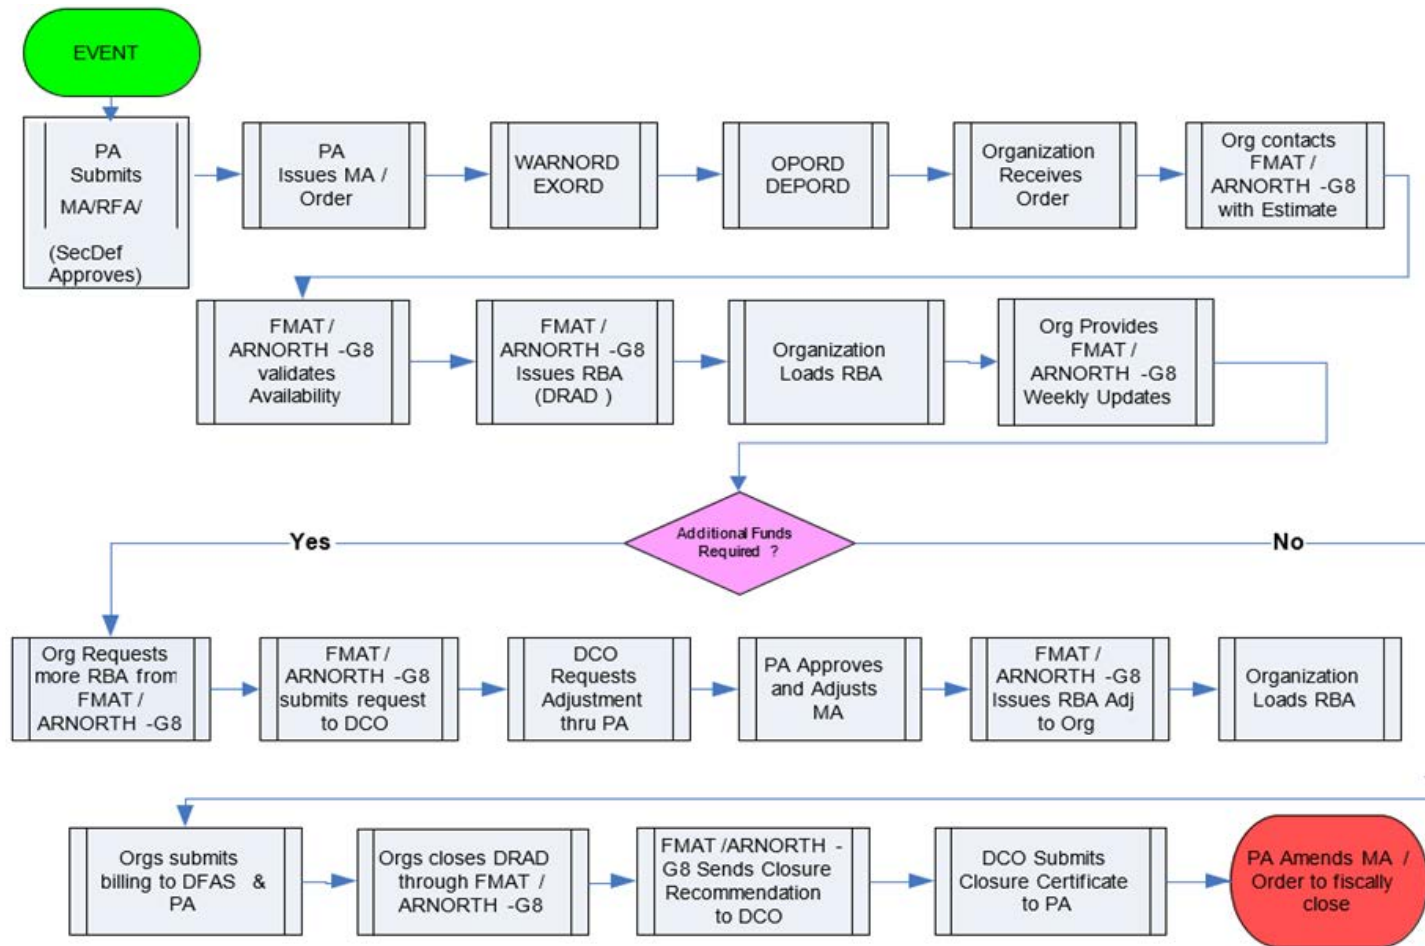 EVENT
PA
Submits
MA/RFA/
(SecDef
Approves)
PA
Issues MA /
Order
WARNORD
EXORD
OPORD
DEPORD
Organization
Receives
Order
Org contacts
FMAT /
ARNORTH -G8
with Estimate
FMAT /
ARNORTH -G8
validates
Availability
FMAT /
ARNORTH -G8
Issues RBA
(DRAD )
Organization
Loads RBA
Org Provides
FMAT /
ARNORTH -G8
Weekly Updates
Additional Funds
Required ?
Yes
No
Org Requests
more RBA from
FMAT /
ARNORTH -G8
FMAT /
ARNORTH -G8
submits request
to DCO
DCO
Requests
Adjustment
thru PA
PA Approves
and Adjusts
MA
FMAT /
ARNORTH -G8
Issues RBA Adj
to Org
Organization
Loads RBA
Orgs submits
billing to DFAS &
PA
Orgs closes DRAD
through FMAT /
ARNORTH -G8
FMAT /ARNORTH -
G8 Sends Closure
Recommendation
to DCO
DCO Submits
Closure Certificate
to PA
PA Amends MA /
Order to fiscally
close